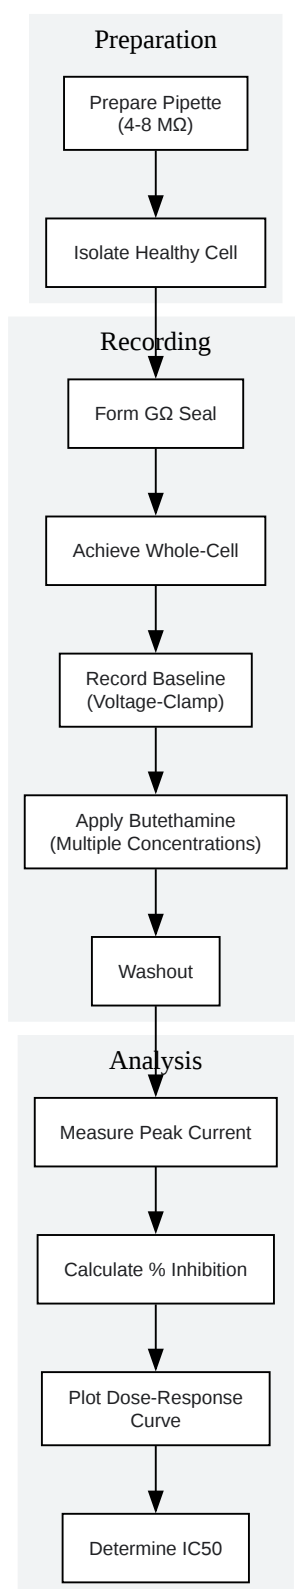 Preparation
Prepare Pipette
(4-8 MΩ)
Isolate Healthy Cell
Recording
Form GΩ Seal
Achieve Whole-Cell
Record Baseline
(Voltage-Clamp)
Apply Butethamine
(Multiple Concentrations)
Washout
Analysis
Measure Peak Current
Calculate % Inhibition
Plot Dose-Response
Curve
Determine IC50